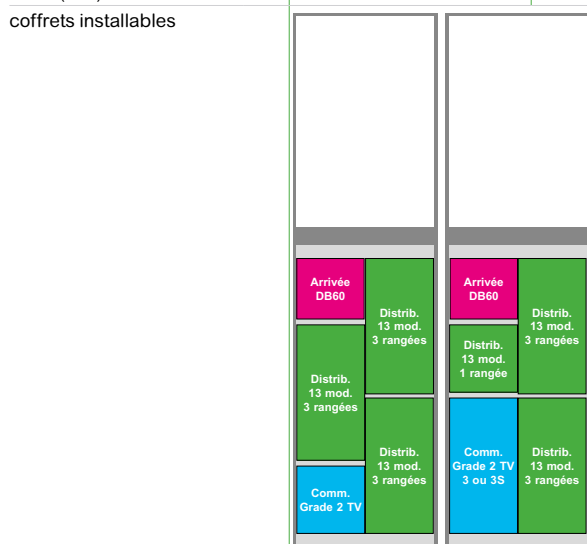 coffrets installables
Arrivée
DB60
Distrib.
13 mod.
3 rangées
Distrib.
13 mod.
3 rangées
Distrib.
13 mod.
3 rangées
Comm.
Grade 2 TV
Arrivée
DB60
Distrib.
13 mod.
3 rangées
Distrib.
13 mod.
1 rangée
Comm.
Grade 2 TV
3 ou 3S
Distrib.
13 mod.
3 rangées